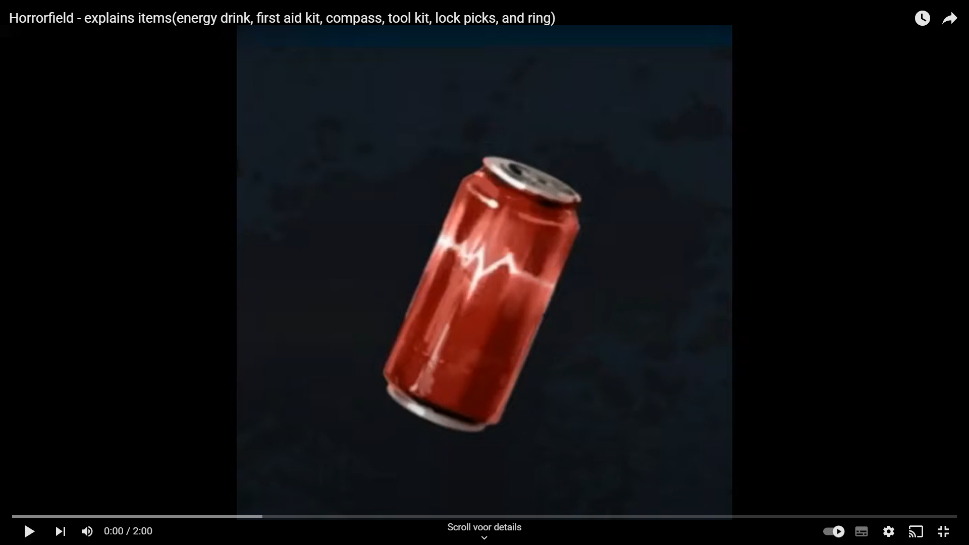 Horrorfield - explains items(energy drink, first aid kit, compass, tool kit, lock picks, and ring)
0:00 / 2:00
Scroll voor details